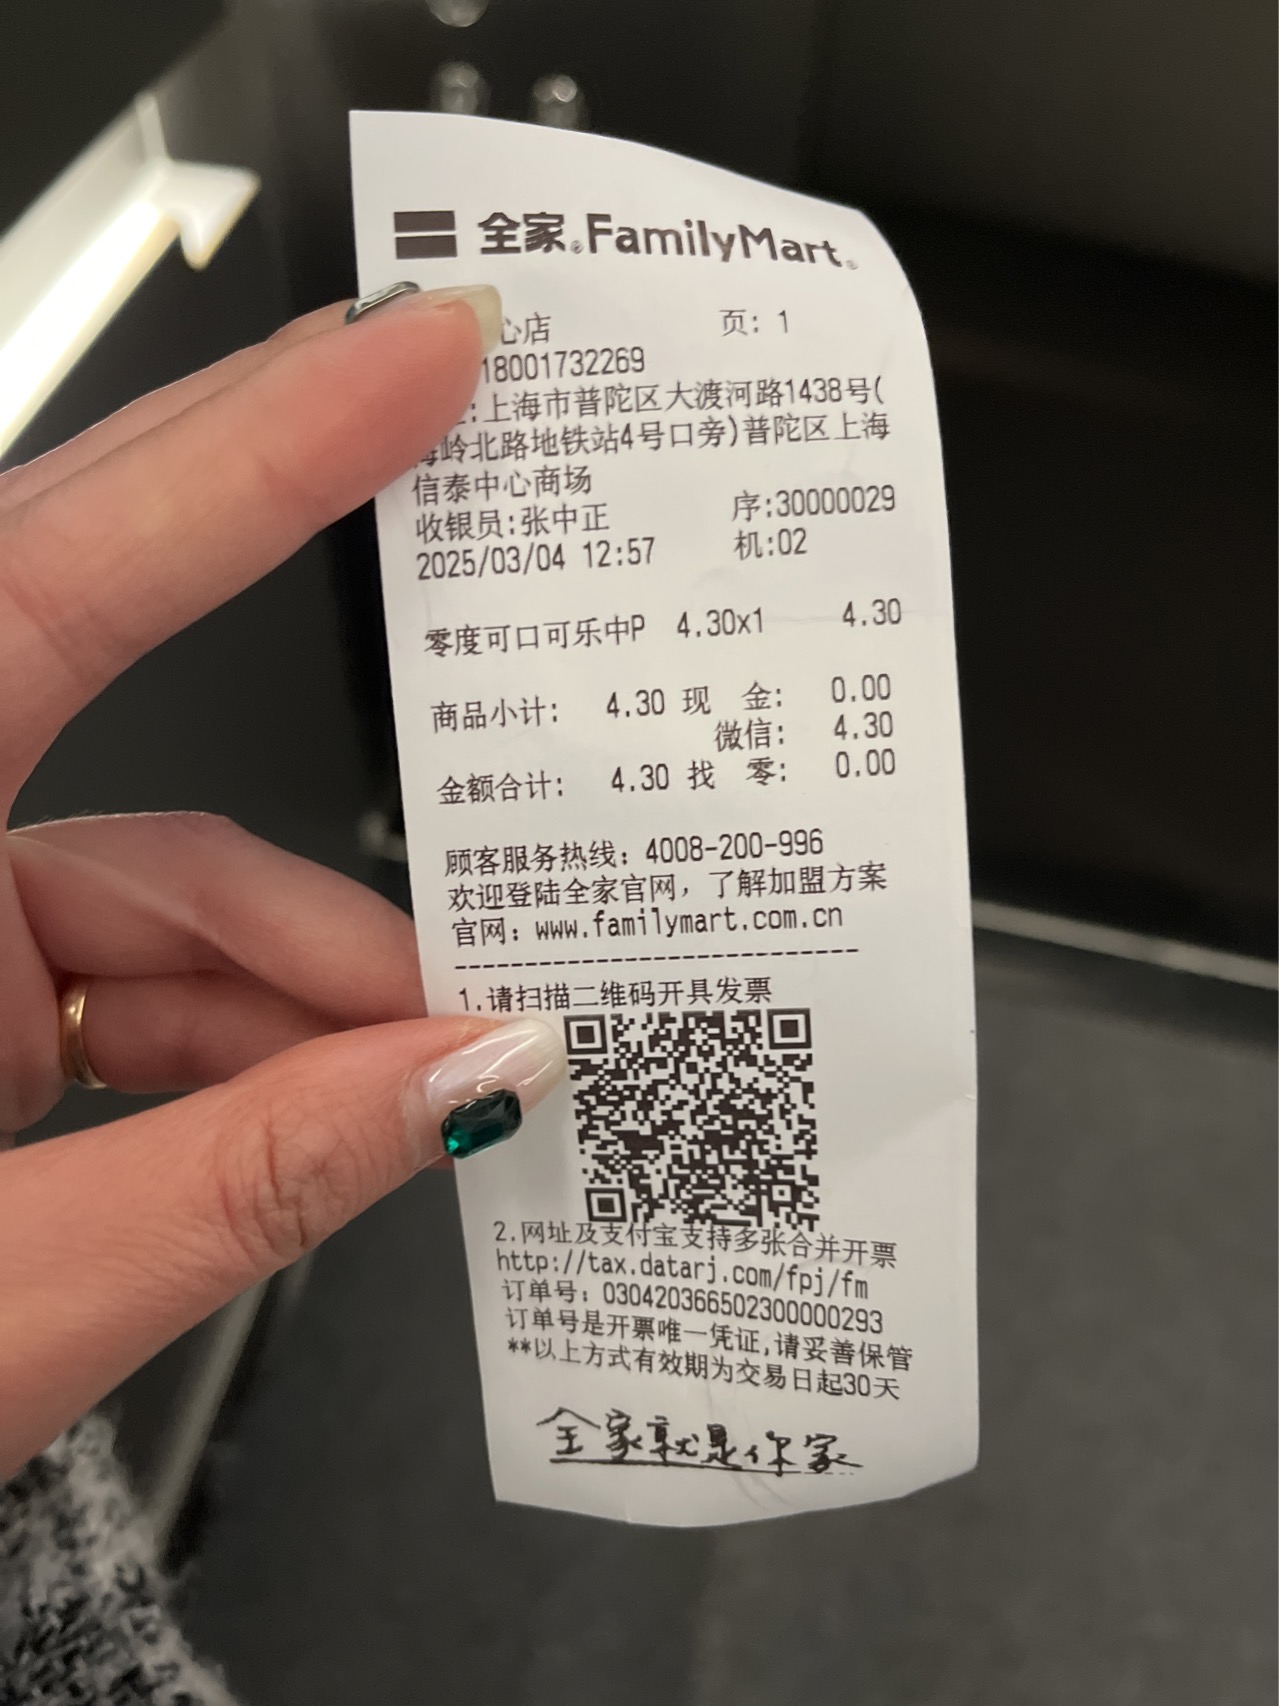 全家®FamilyMart®
心店 页: 1
18001732269
:上海市普陀区大渡河路1438号(
岭北路地铁站4号口旁)普陀区上海
信泰中心商场
收银员:张中正 序:30000029
2025/03/04 12:57 机:02
零度可口可乐中P 4.30x1 4.30
商品小计: 4.30 现 金: 0.00
微信: 4.30
金额合计: 4.30 找 零: 0.00
顾客服务热线: 4008-200-996
欢迎登陆全家官网，了解加盟方案
官网: www.familymart.com.cn
----------------------------
1.请扫描二维码开具发票
2.网址及支付宝支持多张合并开票
http://tax.datarj.com/fpj/fm
订单号: 030420366502300000293
订单号是开票唯一凭证,请妥善保管
**以上方式有效期为交易日起30天
全家就是你家